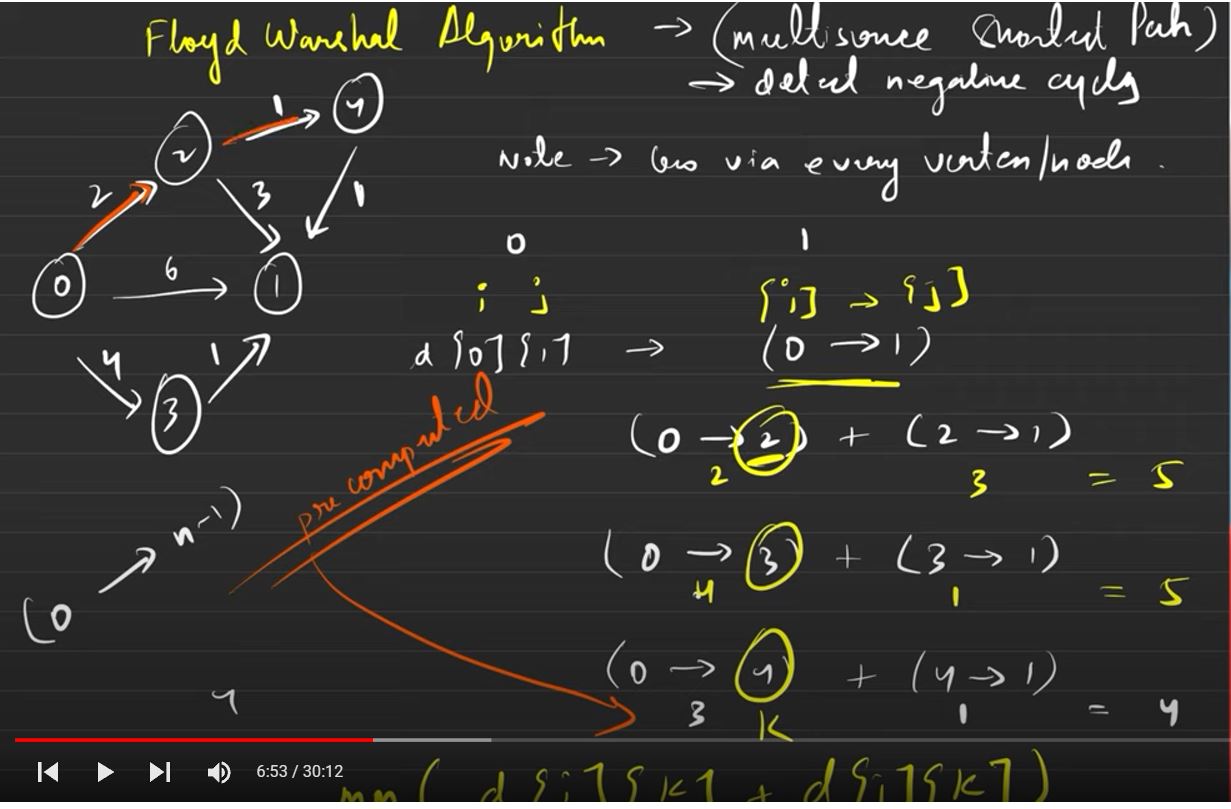 Floyd Warshal Algorithm → (multisource Shortest Path)
→ detect negative cycles
Note → Go via every vertex/node.
2 1 4
2 3 1
0 6 1
4 1
3
0 1
i j [i] → [j]
d[0][1] → (0 → 1)
precomputed
(0 → 2) + (2 → 1)
2 3 = 5
(0 → n-1)
(0 → 3) + (3 → 1)
4 1 = 5
4
(0 → 4) + (4 → 1)
3 1 = 4
K
6:53 / 30:12
min( d[i][K] + d[i][K])